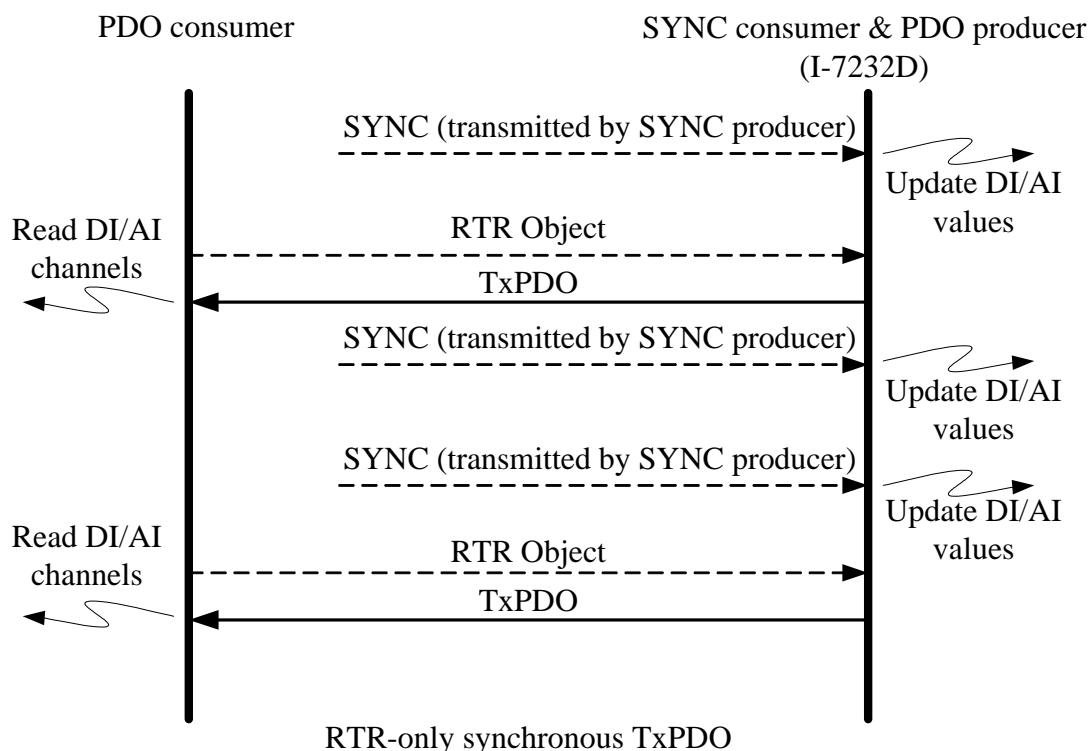 PDO consumer
SYNC consumer & PDO producer
(I-7232D)
SYNC (transmitted by SYNC producer)
Update DI/AI
values
Read DI/AI
channels
RTR Object
TxPDO
SYNC (transmitted by SYNC producer)
Update DI/AI
values
SYNC (transmitted by SYNC producer)
Update DI/AI
values
Read DI/AI
channels
RTR Object
TxPDO
RTR-only synchronous TxPDO